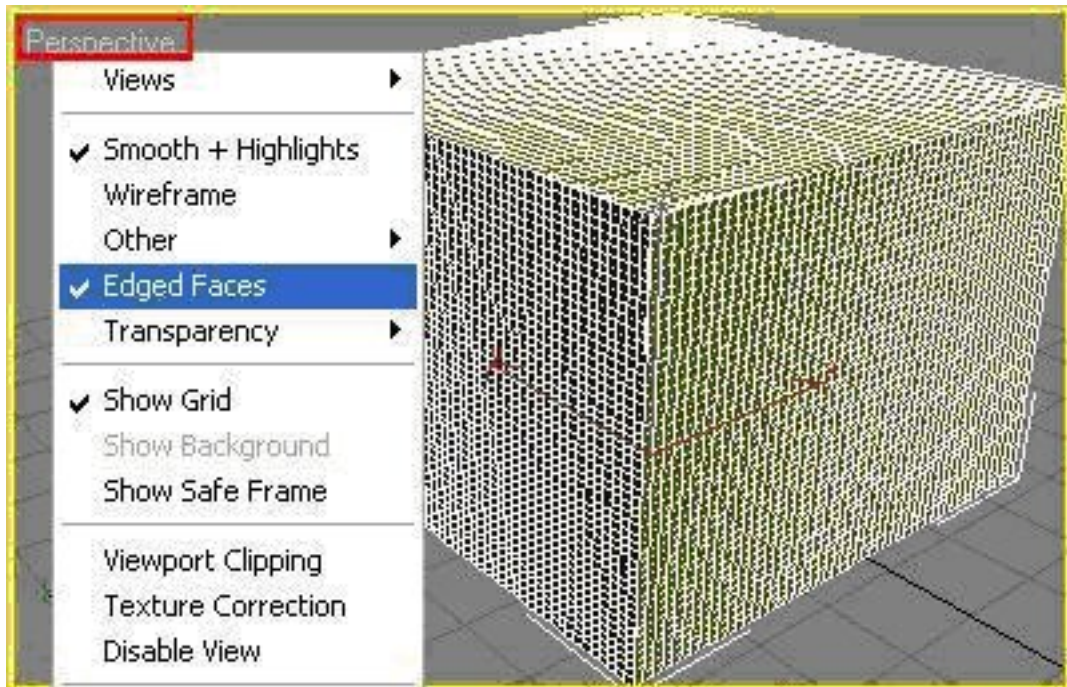 Perspective
Views
Smooth + Highlights
Wireframe
Other
Edged Faces
Transparency
Show Grid
Show Background
Show Safe Frame
Viewport Clipping
Texture Correction
Disable View